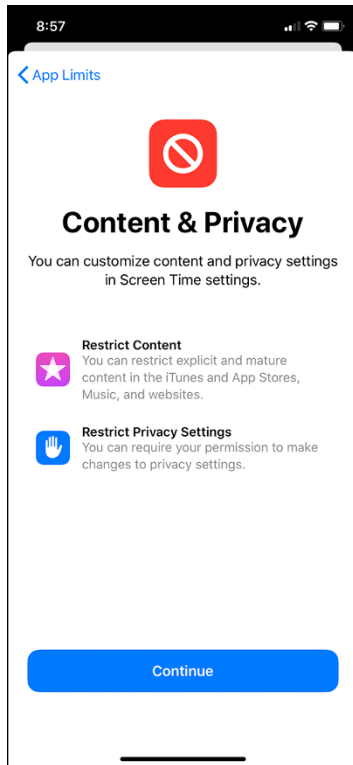 8:57
App Limits
Content & Privacy
You can customize content and privacy settings
in Screen Time settings.
Restrict Content
You can restrict explicit and mature
content in the iTunes and App Stores,
Music, and websites.
Restrict Privacy Settings
You can require your permission to make
changes to privacy settings.
Continue